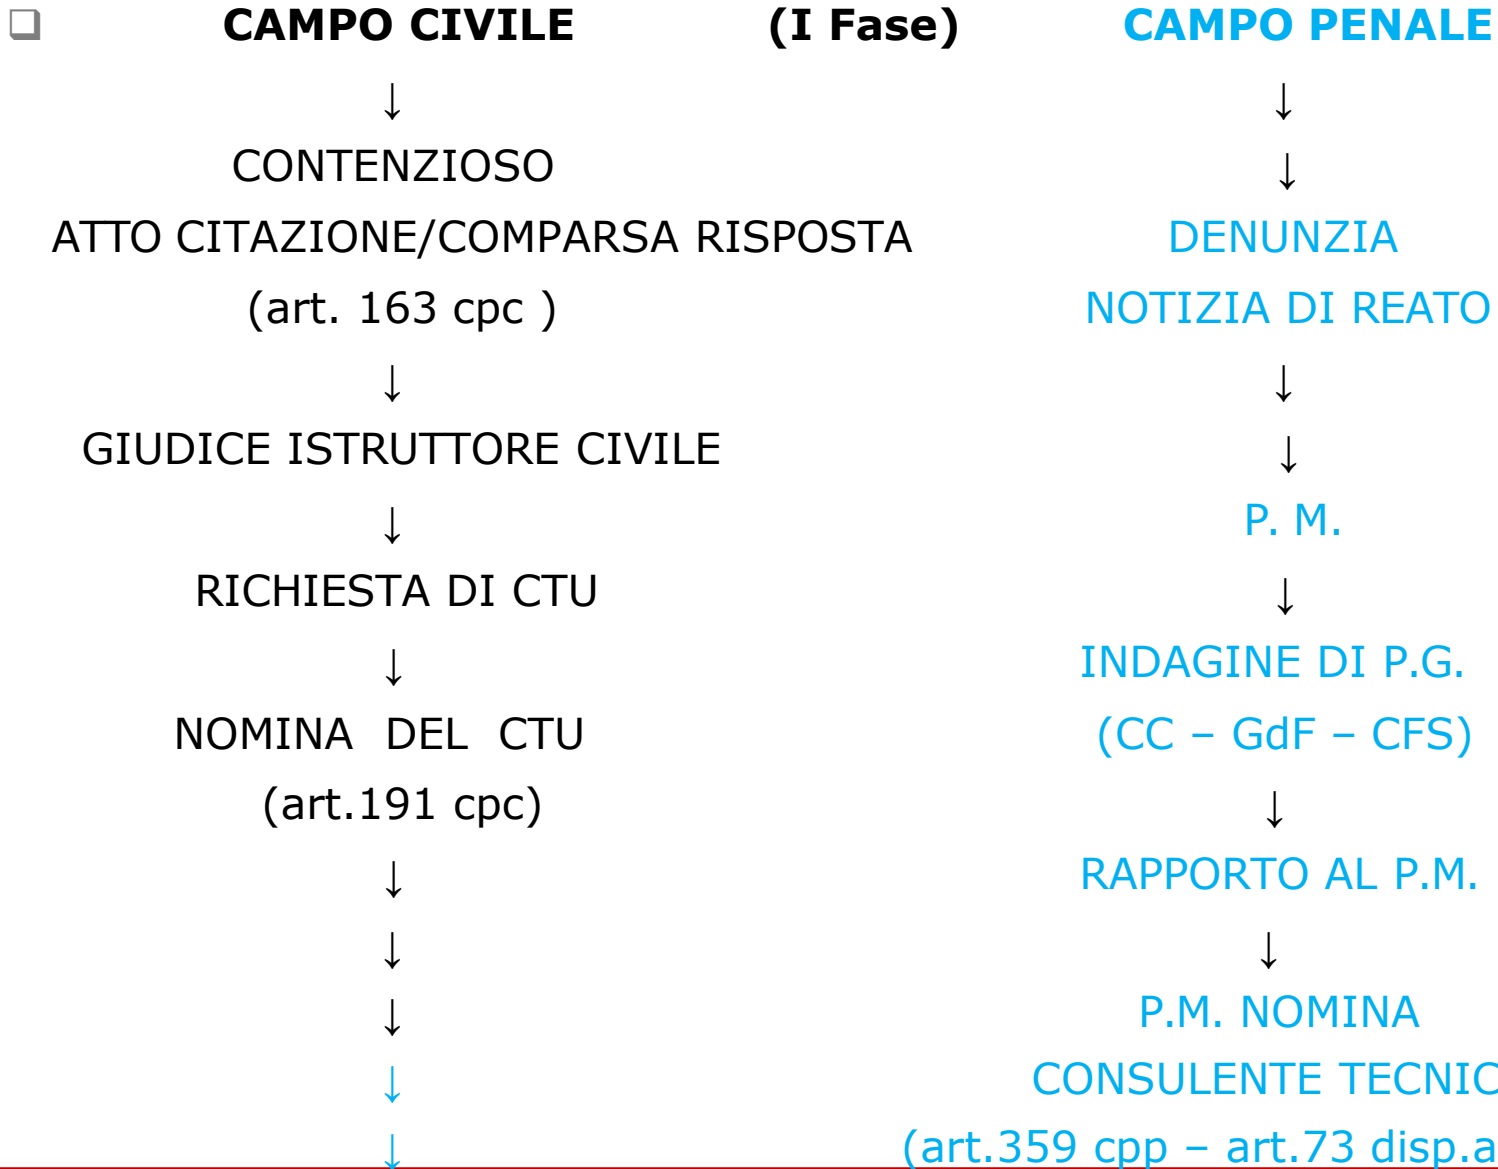 CAMPO CIVILE (I Fase) CAMPO PENALE
↓ ↓
CONTENZIOSO ↓
ATTO CITAZIONE/COMPARSA RISPOSTA DENUNZIA
(art. 163 cpc ) NOTIZIA DI REATO
↓ ↓
GIUDICE ISTRUTTORE CIVILE ↓
↓ P. M.
RICHIESTA DI CTU ↓
↓ INDAGINE DI P.G.
NOMINA DEL CTU (CC – GdF – CFS)
(art.191 cpc) ↓
↓ RAPPORTO AL P.M.
↓ ↓
↓ P.M. NOMINA
↓ CONSULENTE TECNIC
↓ (art.359 cpp – art.73 disp.a